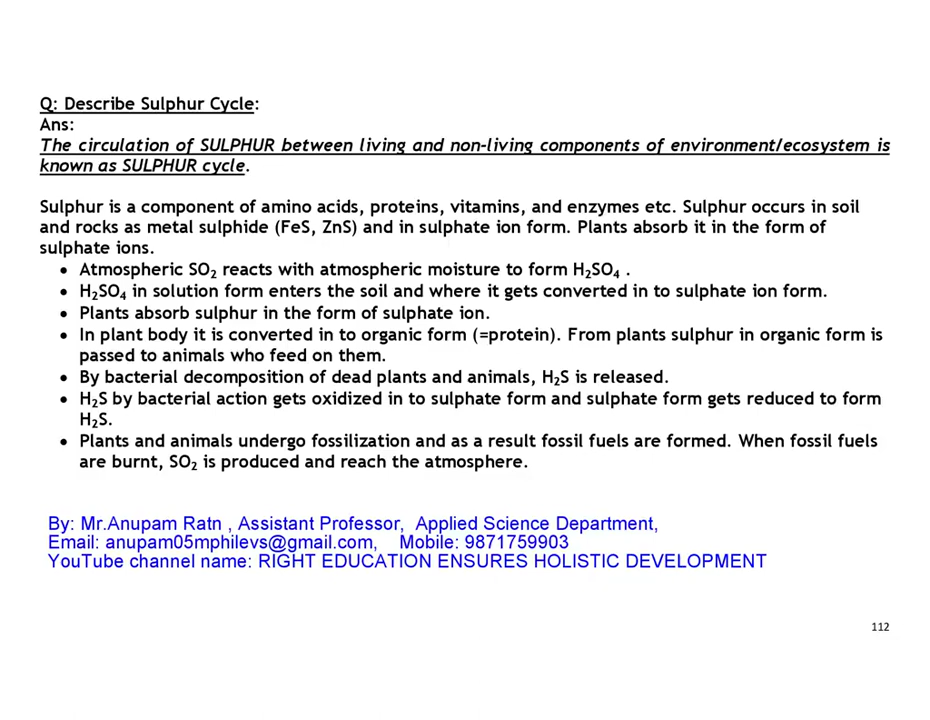 Q: Describe Sulphur Cycle:
Ans:
The circulation of SULPHUR between living and non-living components of environment/ecosystem is
known as SULPHUR cycle.
Sulphur is a component of amino acids, proteins, vitamins, and enzymes etc. Sulphur occurs in soil
and rocks as metal sulphide (FeS, ZnS) and in sulphate ion form. Plants absorb it in the form of
sulphate ions.
• Atmospheric SO₂ reacts with atmospheric moisture to form H₂SO₄ .
• H₂SO₄ in solution form enters the soil and where it gets converted in to sulphate ion form.
• Plants absorb sulphur in the form of sulphate ion.
• In plant body it is converted in to organic form (=protein). From plants sulphur in organic form is
passed to animals who feed on them.
• By bacterial decomposition of dead plants and animals, H₂S is released.
• H₂S by bacterial action gets oxidized in to sulphate form and sulphate form gets reduced to form
H₂S.
• Plants and animals undergo fossilization and as a result fossil fuels are formed. When fossil fuels
are burnt, SO₂ is produced and reach the atmosphere.
By: Mr.Anupam Ratn , Assistant Professor, Applied Science Department,
Email: anupam05mphilevs@gmail.com, Mobile: 9871759903
YouTube channel name: RIGHT EDUCATION ENSURES HOLISTIC DEVELOPMENT
112